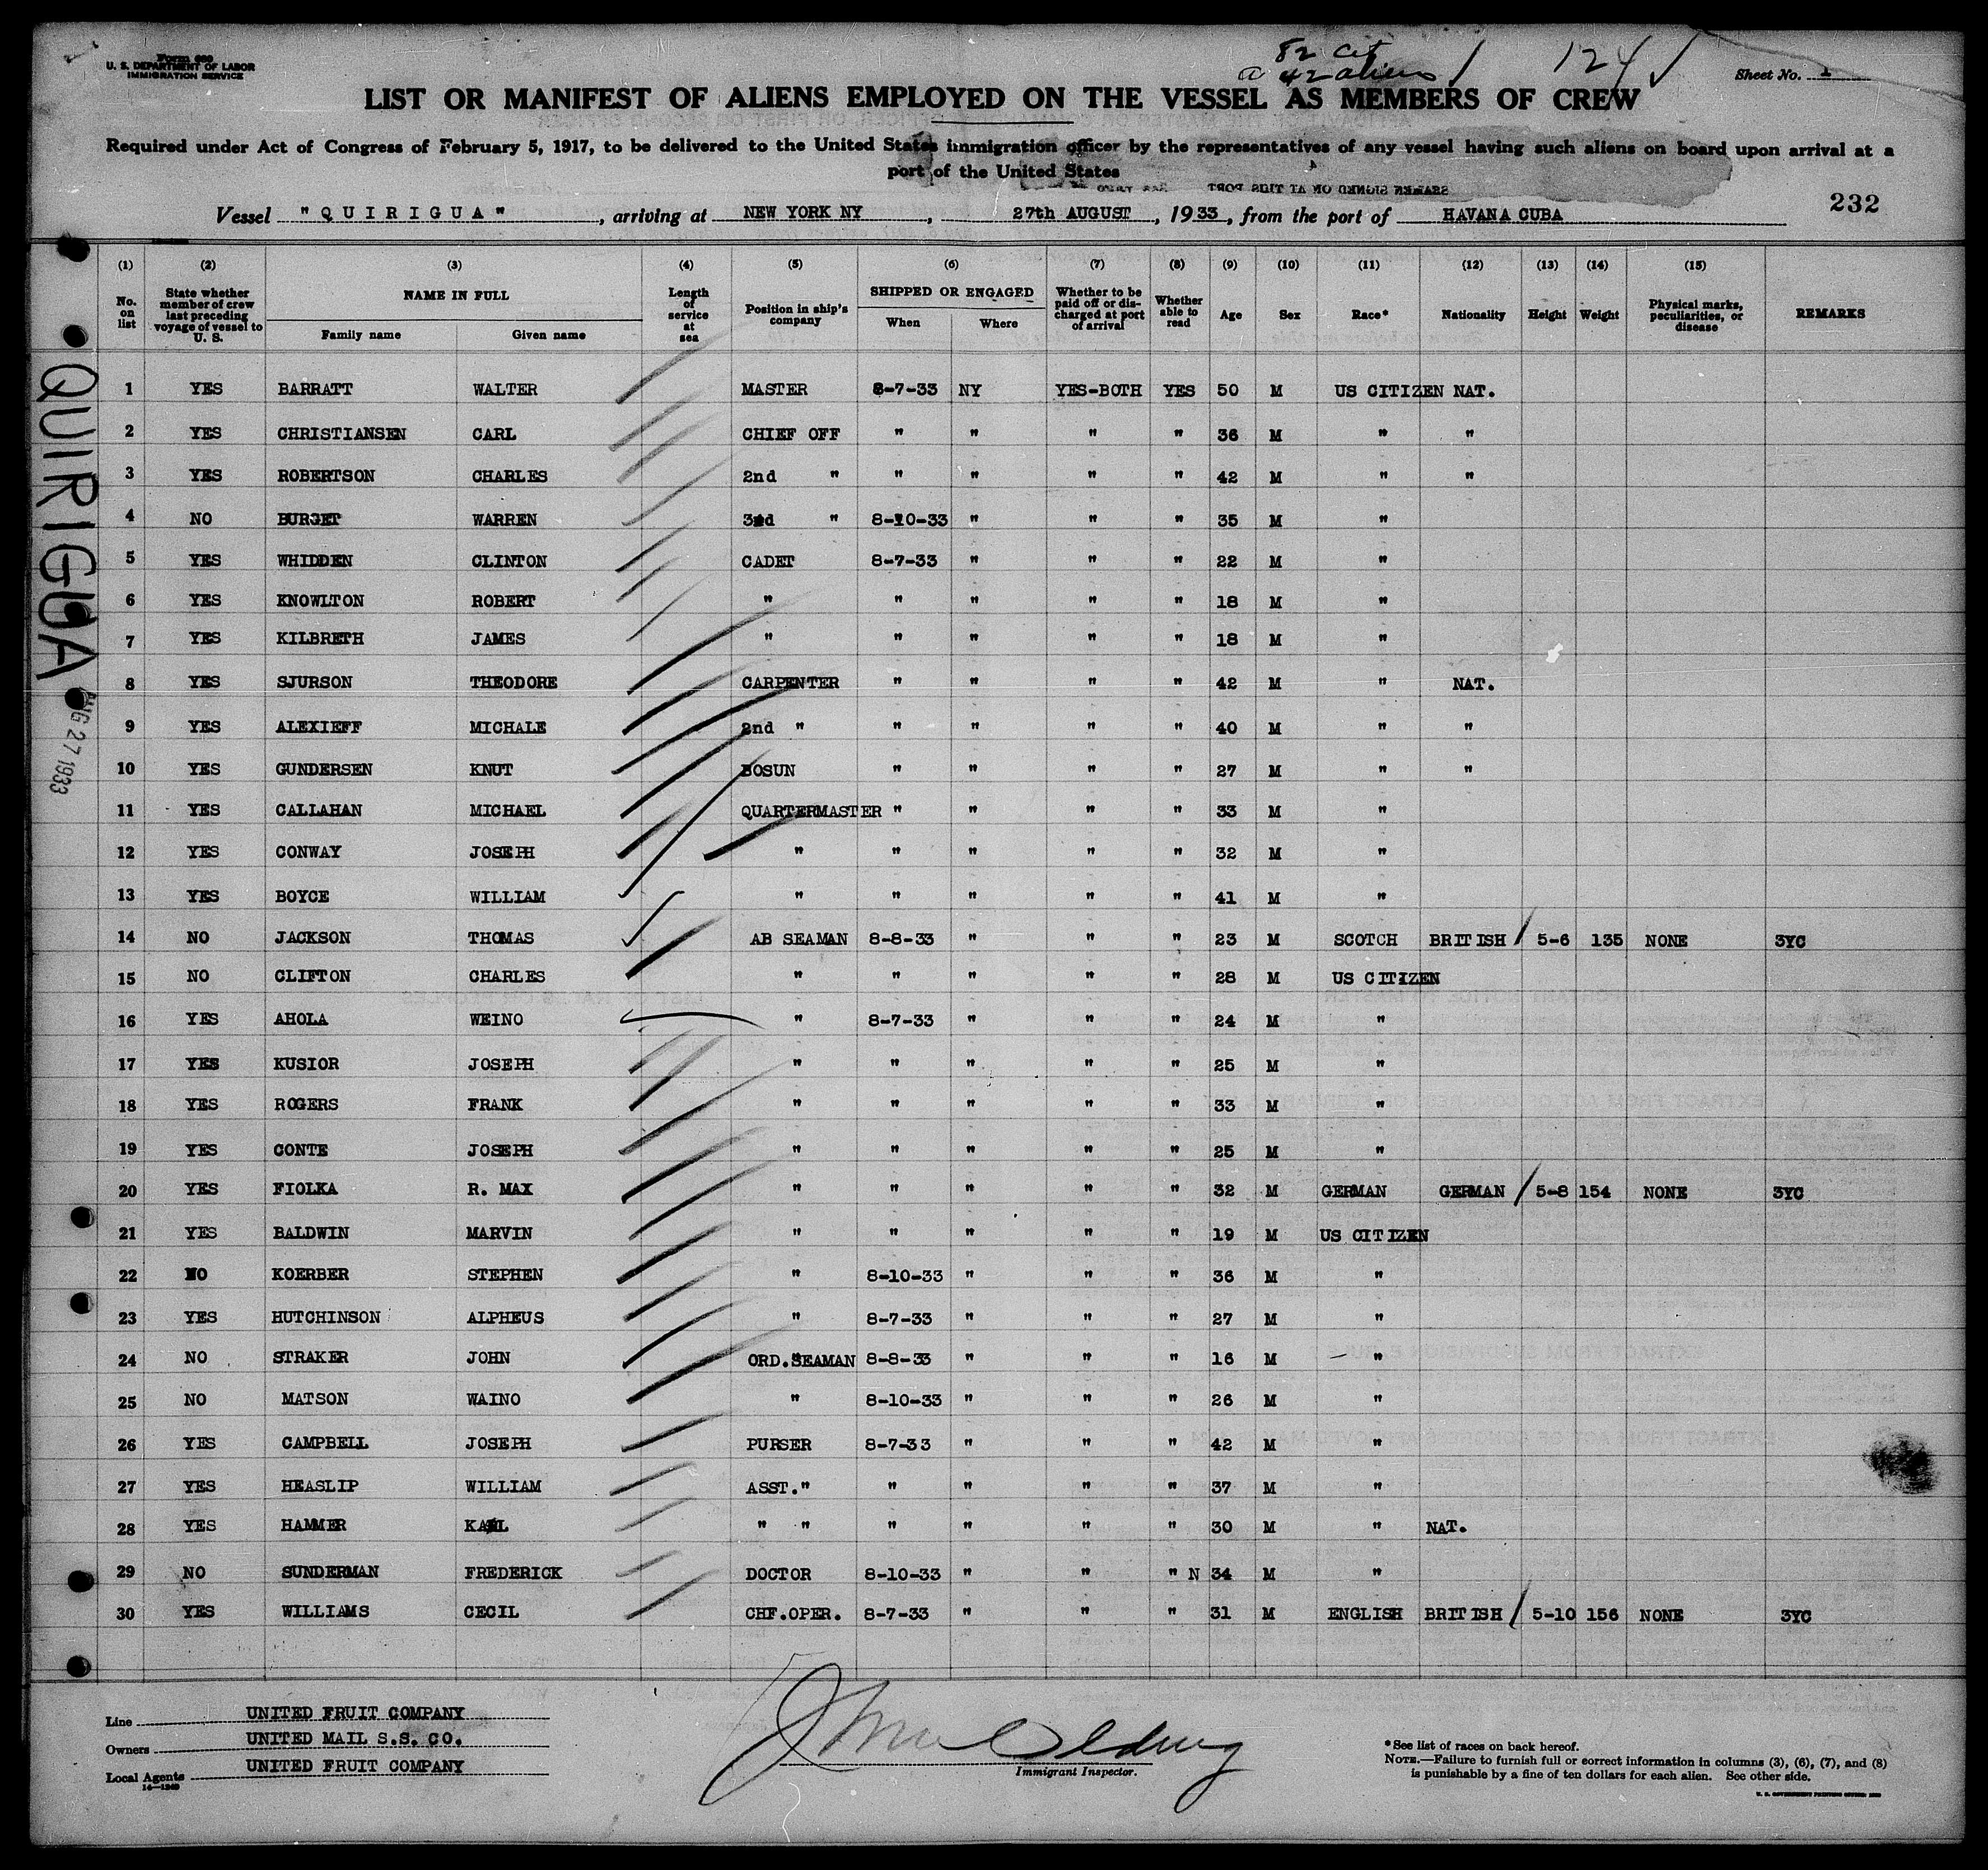 Form 680
U. S. DEPARTMENT OF LABOR
IMMIGRATION SERVICE
82 cit
a 42 aliens /
124 ✓
Sheet No. 1
LIST OR MANIFEST OF ALIENS EMPLOYED ON THE VESSEL AS MEMBERS OF CREW
Required under Act of Congress of February 5, 1917, to be delivered to the United States immigration officer by the representatives of any vessel having such aliens on board upon arrival at a
port of the United States
Vessel "QUIRIGUA", arriving at NEW YORK NY, 27th AUGUST, 1933, from the port of HAVANA CUBA
232
(1) (2) (3) (4) (5) (6) (7) (8) (9) (10) (11) (12) (13) (14) (15)
No. on list | State whether member of crew last preceding voyage of vessel to U. S. | NAME IN FULL Family name Given name | Length of service at sea | Position in ship's company | SHIPPED OR ENGAGED When Where | Whether to be paid off or discharged at port of arrival | Whether able to read | Age | Sex | Race* | Nationality | Height | Weight | Physical marks, peculiarities, or disease | REMARKS
1 YES BARRATT WALTER MASTER 8-7-33 NY YES-BOTH YES 50 M US CITIZEN NAT.
2 YES CHRISTIANSEN CARL CHIEF OFF " " " " 36 M " "
3 YES ROBERTSON CHARLES 2nd " " " " " 42 M " "
4 NO BURGET WARREN 3rd " 8-10-33 " " " 35 M "
5 YES WHIDDEN CLINTON CADET 8-7-33 " " " 22 M "
6 YES KNOWLTON ROBERT " " " " " 18 M "
7 YES KILBRETH JAMES " " " " " 18 M "
8 YES SJURSON THEODORE CARPENTER " " " " 42 M " NAT.
9 YES ALEXIEFF MICHALE 2nd " " " " " 40 M " "
10 YES GUNDERSEN KNUT BOSUN " " " " 27 M " "
11 YES CALLAHAN MICHAEL QUARTERMASTER " " " " 33 M "
12 YES CONWAY JOSEPH " " " " " 32 M "
13 YES BOYCE WILLIAM " " " " " 41 M "
14 NO JACKSON THOMAS AB SEAMAN 8-8-33 " " " 23 M SCOTCH BRITISH / 5-6 135 NONE 3YC
15 NO CLIFTON CHARLES " " " " " 28 M US CITIZEN
16 YES AHOLA WEINO " 8-7-33 " " " 24 M "
17 YES KUSIOR JOSEPH " " " " " 25 M "
18 YES ROGERS FRANK " " " " " 33 M "
19 YES CONTE JOSEPH " " " " " 25 M "
20 YES FIOLKA R. MAX " " " " " 32 M GERMAN GERMAN / 5-8 154 NONE 3YC
21 YES BALDWIN MARVIN " " " " " 19 M US CITIZEN
22 NO KOERBER STEPHEN " 8-10-33 " " " 36 M "
23 YES HUTCHINSON ALPHEUS " 8-7-33 " " " 27 M "
24 NO STRAKER JOHN ORD. SEAMAN 8-8-33 " " " 16 M "
25 NO MATSON WAINO " 8-10-33 " " " 26 M "
26 YES CAMPBELL JOSEPH PURSER 8-7-33 " " " 42 M "
27 YES HEASLIP WILLIAM ASST." " " " " 37 M "
28 YES HAMMER " " " " " " 30 M " NAT.
29 NO SUNDERMAN FREDERICK DOCTOR 8-10-33 " " " N 34 M "
30 YES WILLIAMS CECIL CHF.OPER. 8-7-33 " " " 31 M ENGLISH BRITISH / 5-10 156 NONE 3YC
QUIRIGUA
AUG 27 1933
Line UNITED FRUIT COMPANY
Owners UNITED MAIL S.S. CO.
Local Agents UNITED FRUIT COMPANY
14—1240
Immigrant Inspector.
*See list of races on back hereof.
NOTE.—Failure to furnish full or correct information in columns (3), (6), (7), and (8)
is punishable by a fine of ten dollars for each alien. See other side.